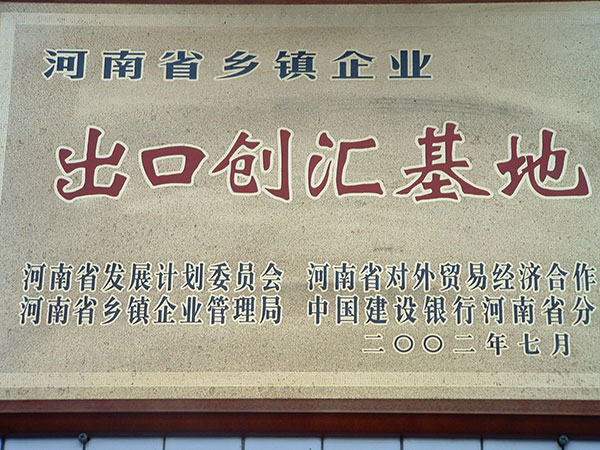 河南省乡镇企业
出口创汇基地
河南省发展计划委员会 河南省对外贸易经济合作
河南省乡镇企业管理局 中国建设银行河南省分
二〇〇二年七月